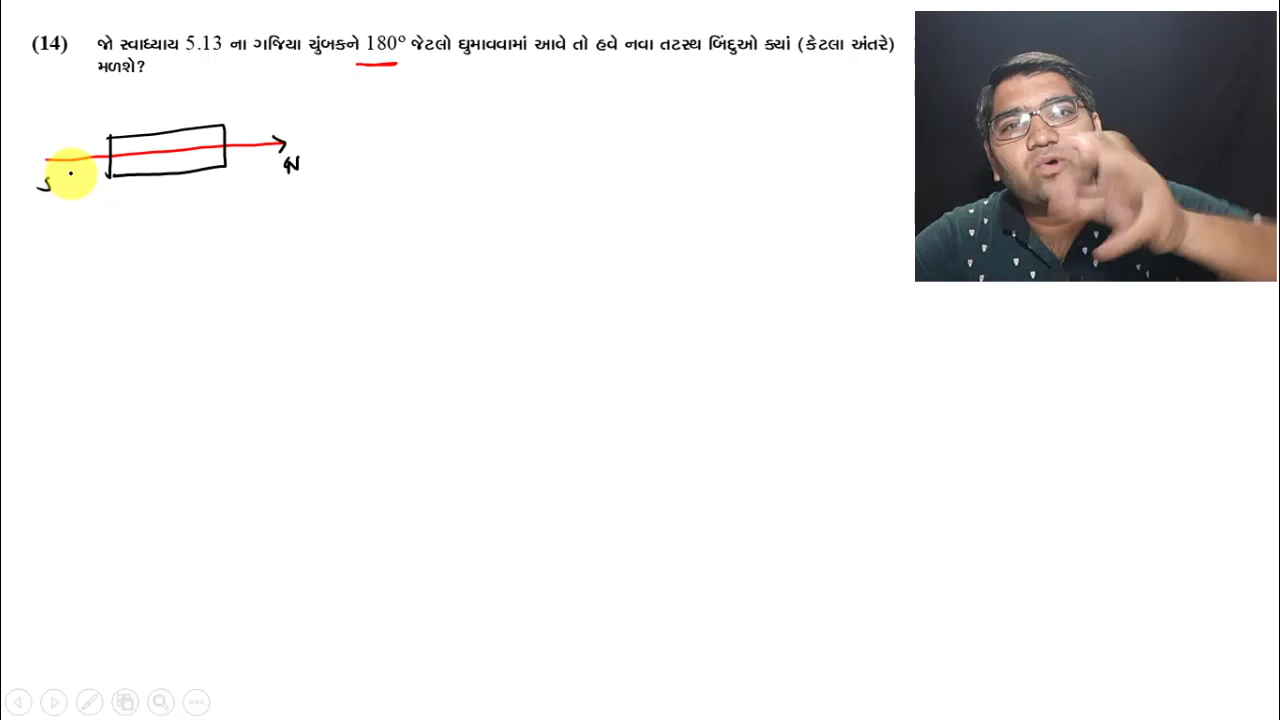 (14) જો સ્વાધ્યાય 5.13 ના ગજિયા ચુંબકને 180° જેટલો ઘુમાવવામાં આવે તો હવે નવા તટસ્થ બિંદુઓ ક્યાં (કેટલા અંતરે)
મળશે?
N
S